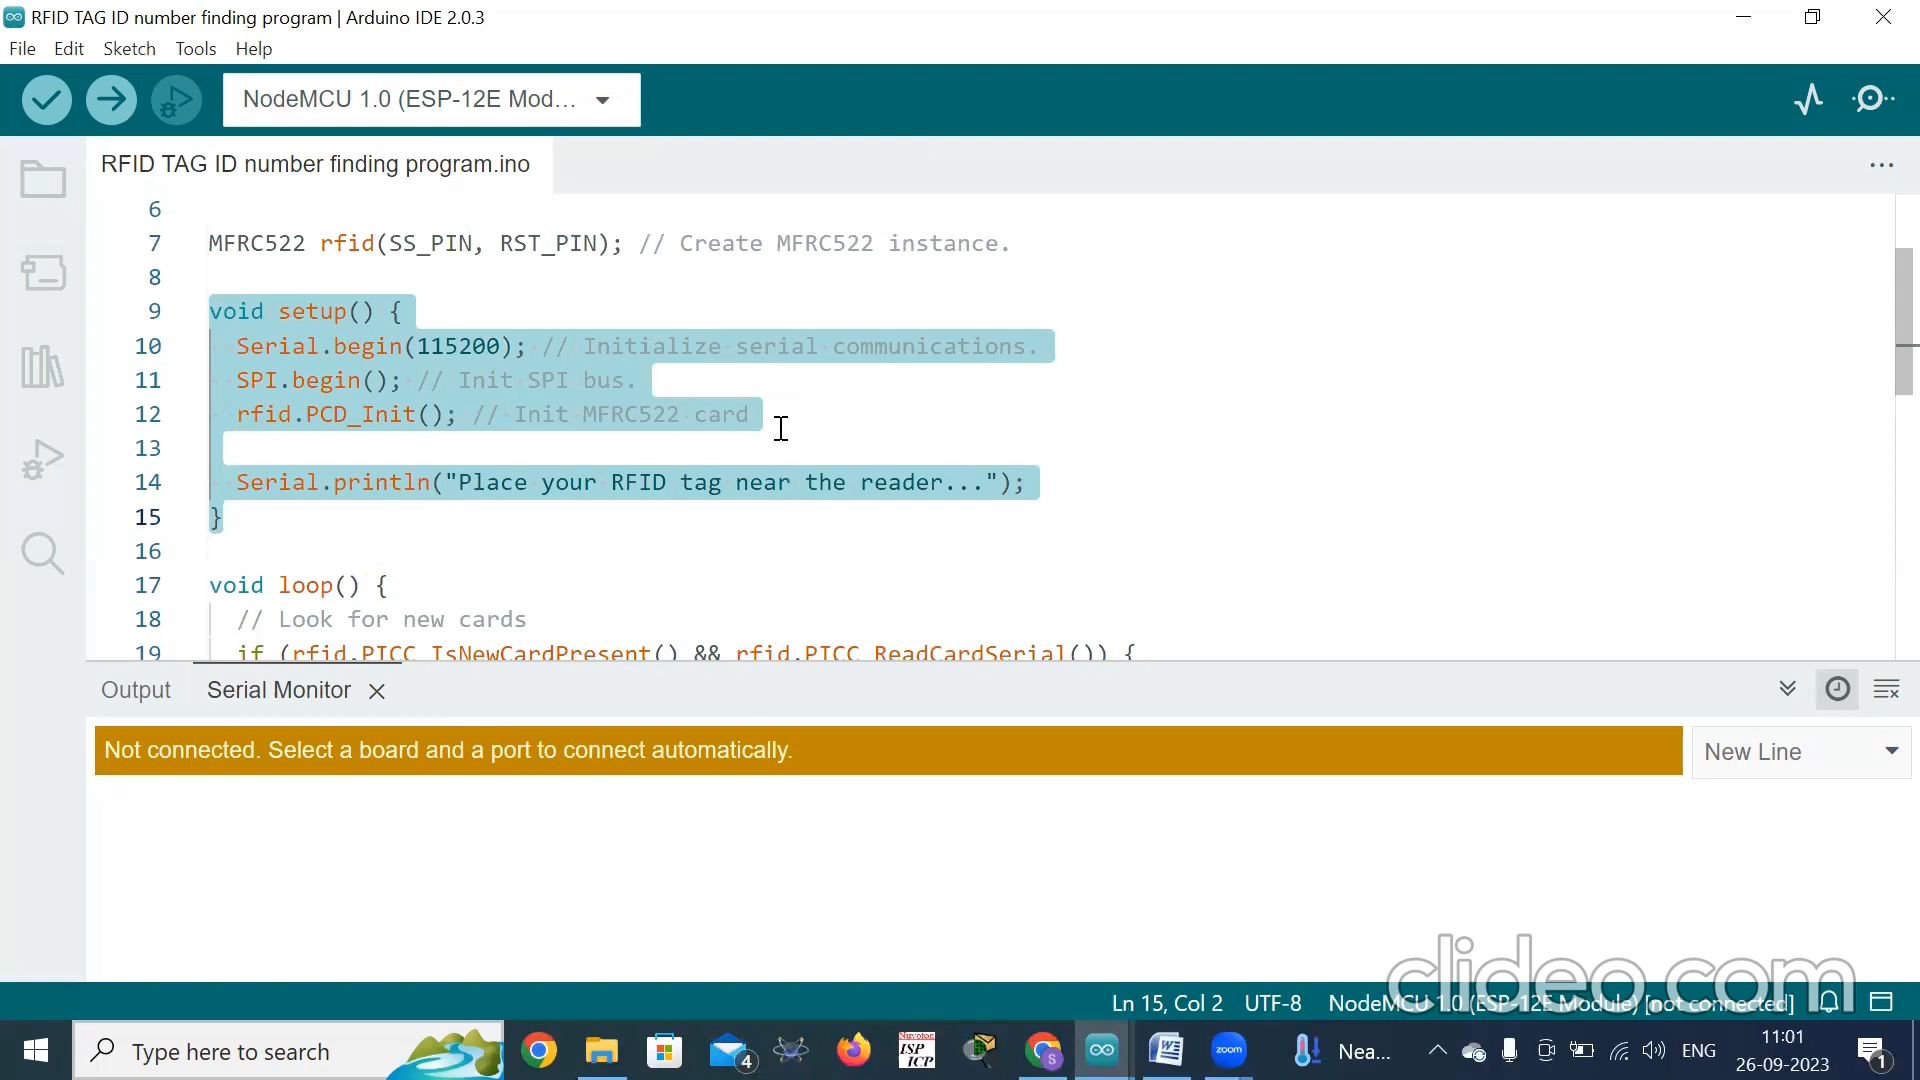 RFID TAG ID number finding program | Arduino IDE 2.0.3
File Edit Sketch Tools Help
NodeMCU 1.0 (ESP-12E Mod...
RFID TAG ID number finding program.ino
6
7 MFRC522 rfid(SS_PIN, RST_PIN); // Create MFRC522 instance.
8
9 void setup() {
10 Serial.begin(115200); // Initialize serial communications.
11 SPI.begin(); // Init SPI bus.
12 rfid.PCD_Init(); // Init MFRC522 card
13
14 Serial.println("Place your RFID tag near the reader...");
15 }
16
17 void loop() {
18 // Look for new cards
19 if (rfid.PICC_IsNewCardPresent() && rfid.PICC_ReadCardSerial()) {
Output Serial Monitor
Not connected. Select a board and a port to connect automatically.
New Line
clideo.com
Ln 15, Col 2 UTF-8 NodeMCU 1.0 (ESP-12E Module) [not connected]
Type here to search
4
Nuvoton
ISP
ICP
S
zoom
Nea...
ENG
11:01
26-09-2023
1